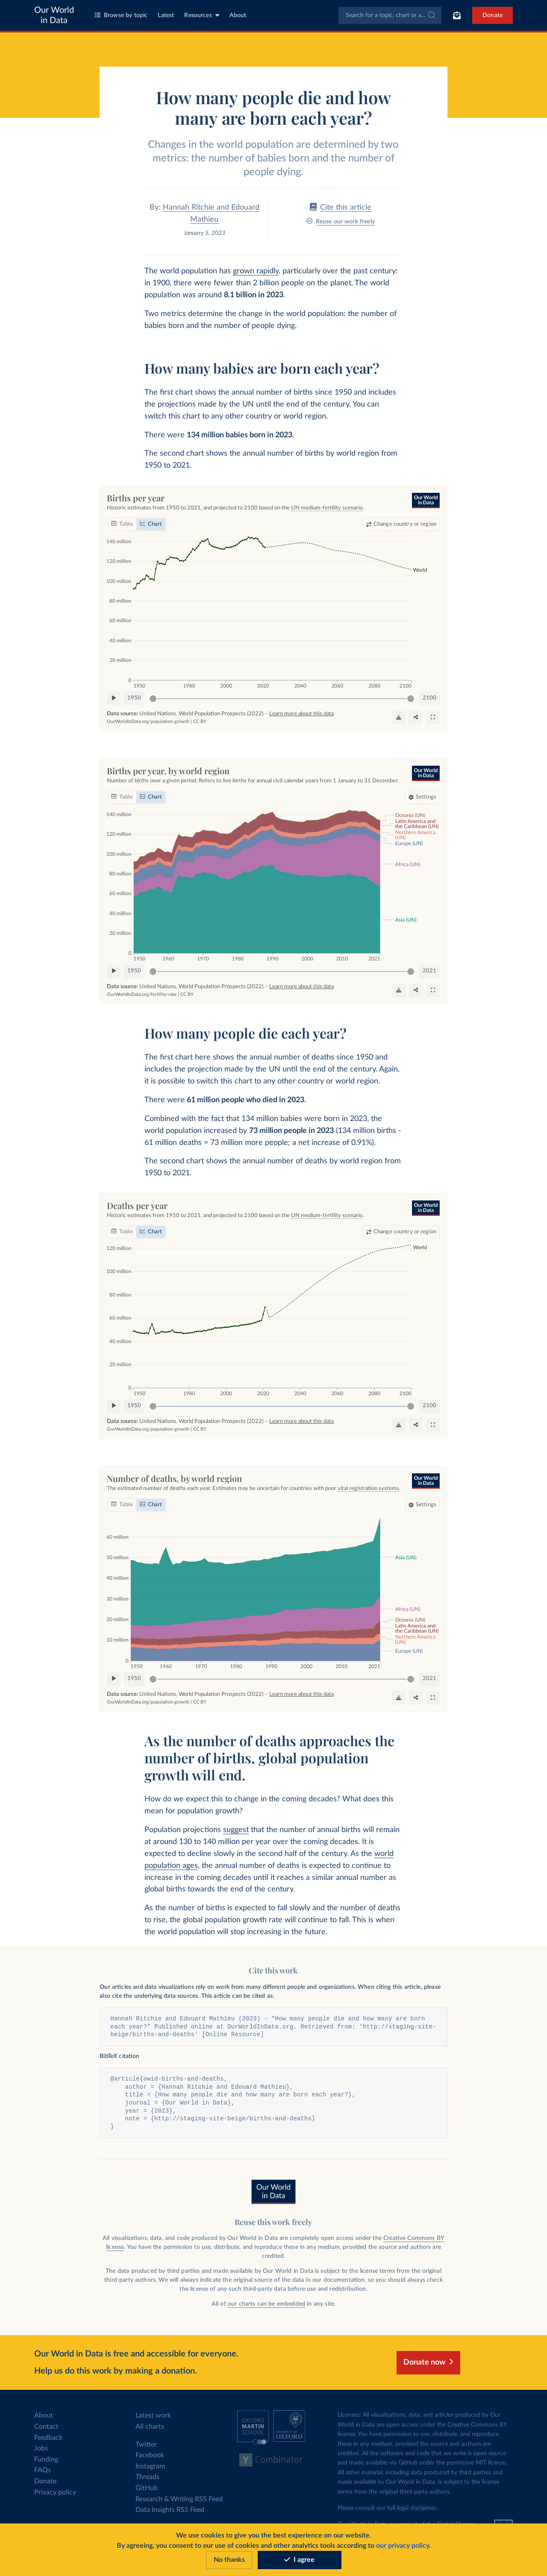 Our World
in Data
Browse by topic
Latest
Resources
About
Search for a topic, chart or a...
Donate
How many people die and how
many are born each year?
Changes in the world population are determined by two
metrics: the number of babies born and the number of
people dying.
By: Hannah Ritchie and Edouard
Mathieu
January 5, 2023
Cite this article
Reuse our work freely
The world population has grown rapidly, particularly over the past century:
in 1900, there were fewer than 2 billion people on the planet. The world
population was around 8.1 billion in 2023.
Two metrics determine the change in the world population: the number of
babies born and the number of people dying.
How many babies are born each year?
The first chart shows the annual number of births since 1950 and includes
the projections made by the UN until the end of the century. You can
switch this chart to any other country or world region.
There were 134 million babies born in 2023.
The second chart shows the annual number of births by world region from
1950 to 2021.
Births per year
Historic estimates from 1950 to 2021, and projected to 2100 based on the UN medium-fertility scenario.
Our World
in Data
Table
Chart
Change country or region
140 million
120 million
100 million
80 million
60 million
40 million
20 million
0
World
1950
1980
2000
2020
2040
2060
2080
2100
1950
2100
Data source: United Nations, World Population Prospects (2022) – Learn more about this data
OurWorldInData.org/population-growth | CC BY
Births per year, by world region
Number of births over a given period. Refers to live births for annual civil calendar years from 1 January to 31 December.
Our World
in Data
Table
Chart
Settings
140 million
120 million
100 million
80 million
60 million
40 million
20 million
0
Oceania (UN)
Latin America and
the Caribbean (UN)
Northern America
(UN)
Europe (UN)
Africa (UN)
Asia (UN)
1950
1960
1970
1980
1990
2000
2010
2021
1950
2021
Data source: United Nations, World Population Prospects (2022) – Learn more about this data
OurWorldInData.org/fertility-rate | CC BY
How many people die each year?
The first chart here shows the annual number of deaths since 1950 and
includes the projection made by the UN until the end of the century. Again,
it is possible to switch this chart to any other country or world region.
There were 61 million people who died in 2023.
Combined with the fact that 134 million babies were born in 2023, the
world population increased by 73 million people in 2023 (134 million births -
61 million deaths = 73 million more people; a net increase of 0.91%).
The second chart shows the annual number of deaths by world region from
1950 to 2021.
Deaths per year
Historic estimates from 1950 to 2021, and projected to 2100 based on the UN medium-fertility scenario.
Our World
in Data
Table
Chart
Change country or region
120 million
100 million
80 million
60 million
40 million
20 million
0
World
1950
1980
2000
2020
2040
2060
2080
2100
1950
2100
Data source: United Nations, World Population Prospects (2022) – Learn more about this data
OurWorldInData.org/population-growth | CC BY
Number of deaths, by world region
The estimated number of deaths each year. Estimates may be uncertain for countries with poor vital registration systems.
Our World
in Data
Table
Chart
Settings
60 million
50 million
40 million
30 million
20 million
10 million
0
Asia (UN)
Africa (UN)
Oceania (UN)
Latin America and
the Caribbean (UN)
Northern America
(UN)
Europe (UN)
1950
1960
1970
1980
1990
2000
2010
2021
1950
2021
Data source: United Nations, World Population Prospects (2022) – Learn more about this data
OurWorldInData.org/population-growth | CC BY
As the number of deaths approaches the
number of births, global population
growth will end.
How do we expect this to change in the coming decades? What does this
mean for population growth?
Population projections suggest that the number of annual births will remain
at around 130 to 140 million per year over the coming decades. It is
expected to decline slowly in the second half of the century. As the world
population ages, the annual number of deaths is expected to continue to
increase in the coming decades until it reaches a similar annual number as
global births towards the end of the century.
As the number of births is expected to fall slowly and the number of deaths
to rise, the global population growth rate will continue to fall. This is when
the world population will stop increasing in the future.
Cite this work
Our articles and data visualizations rely on work from many different people and organizations. When citing this article, please
also cite the underlying data sources. This article can be cited as:
Hannah Ritchie and Edouard Mathieu (2023) - “How many people die and how many are born
each year?” Published online at OurWorldInData.org. Retrieved from: 'http://staging-site-
beige/births-and-deaths' [Online Resource]
BibTeX citation
@article{owid-births-and-deaths,
author = {Hannah Ritchie and Edouard Mathieu},
title = {How many people die and how many are born each year?},
journal = {Our World in Data},
year = {2023},
note = {http://staging-site-beige/births-and-deaths}
}
Our World
in Data
Reuse this work freely
All visualizations, data, and code produced by Our World in Data are completely open access under the Creative Commons BY
license. You have the permission to use, distribute, and reproduce these in any medium, provided the source and authors are
credited.
The data produced by third parties and made available by Our World in Data is subject to the license terms from the original
third-party authors. We will always indicate the original source of the data in our documentation, so you should always check
the license of any such third-party data before use and redistribution.
All of our charts can be embedded in any site.
Our World in Data is free and accessible for everyone.
Help us do this work by making a donation.
Donate now
About
Contact
Feedback
Jobs
Funding
FAQs
Donate
Privacy policy
Latest work
All charts
Twitter
Facebook
Instagram
Threads
GitHub
Research & Writing RSS Feed
Data Insights RSS Feed
OXFORD
MARTIN
SCHOOL
OXFORD
Y Combinator
Licenses: All visualizations, data, and articles produced by Our
World in Data are open access under the Creative Commons BY
license. You have permission to use, distribute, and reproduce
these in any medium, provided the source and authors are
credited. All the software and code that we write is open source
and made available via GitHub under the permissive MIT license.
All other material, including data produced by third parties and
made available by Our World in Data, is subject to the license
terms from the original third-party authors.
Please consult our full legal disclaimer.
We use cookies to give you the best experience on our website.
By agreeing, you consent to our use of cookies and other analytics tools according to our privacy policy.
No thanks
I agree